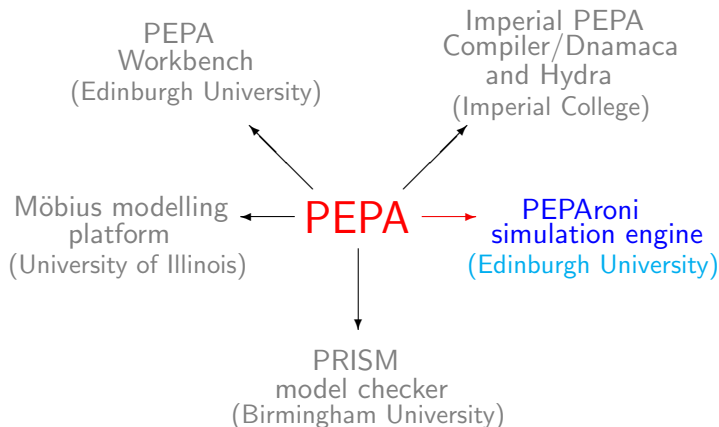 PEPA
Workbench
(Edinburgh University)
Imperial PEPA
Compiler/Dnamaca
and Hydra
(Imperial College)
Möbius modelling
platform
(University of Illinois)
PEPA
PEPAroni
simulation engine
(Edinburgh University)
PRISM
model checker
(Birmingham University)